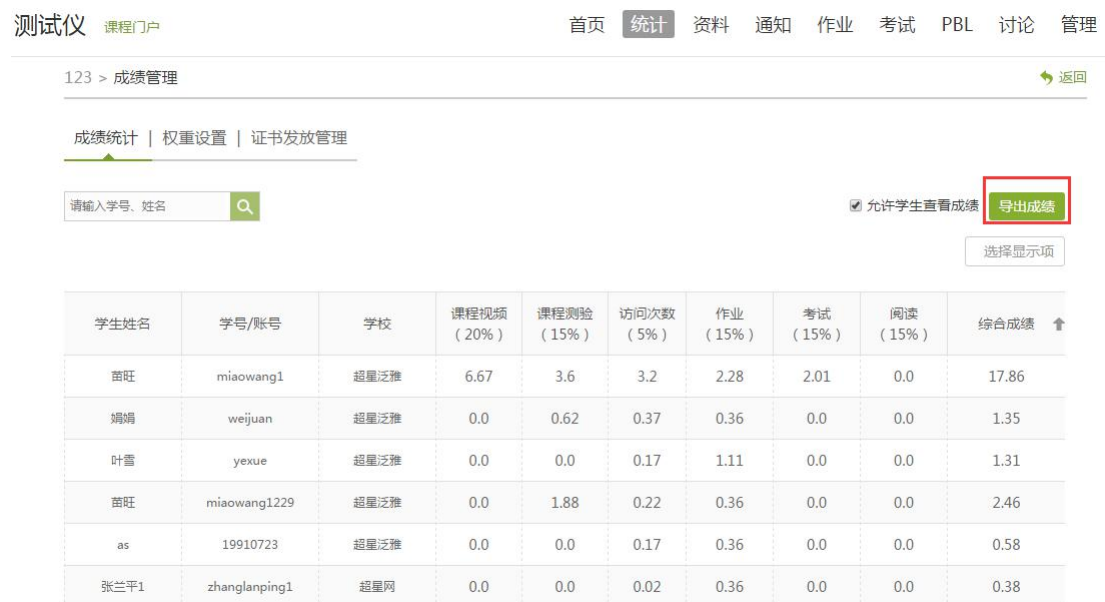 测试仪 课程门户 首页 统计 资料 通知 作业 考试 PBL 讨论 管理
123 > 成绩管理 返回
成绩统计 | 权重设置 | 证书发放管理
请输入学号、姓名 允许学生查看成绩 导出成绩
选择显示项
学生姓名 学号/账号 学校 课程视频 课程测验 访问次数 作业 考试 阅读 综合成绩
(20%) (15%) (5%) (15%) (15%) (15%)
苗旺 miaowang1 超星泛雅 6.67 3.6 3.2 2.28 2.01 0.0 17.86
娟娟 weijuan 超星泛雅 0.0 0.62 0.37 0.36 0.0 0.0 1.35
叶雪 yexue 超星泛雅 0.0 0.0 0.17 1.11 0.0 0.0 1.31
苗旺 miaowang1229 超星泛雅 0.0 1.88 0.22 0.36 0.0 0.0 2.46
as 19910723 超星泛雅 0.0 0.0 0.17 0.36 0.0 0.0 0.58
张兰平1 zhanglanping1 超星网 0.0 0.0 0.02 0.36 0.0 0.0 0.38